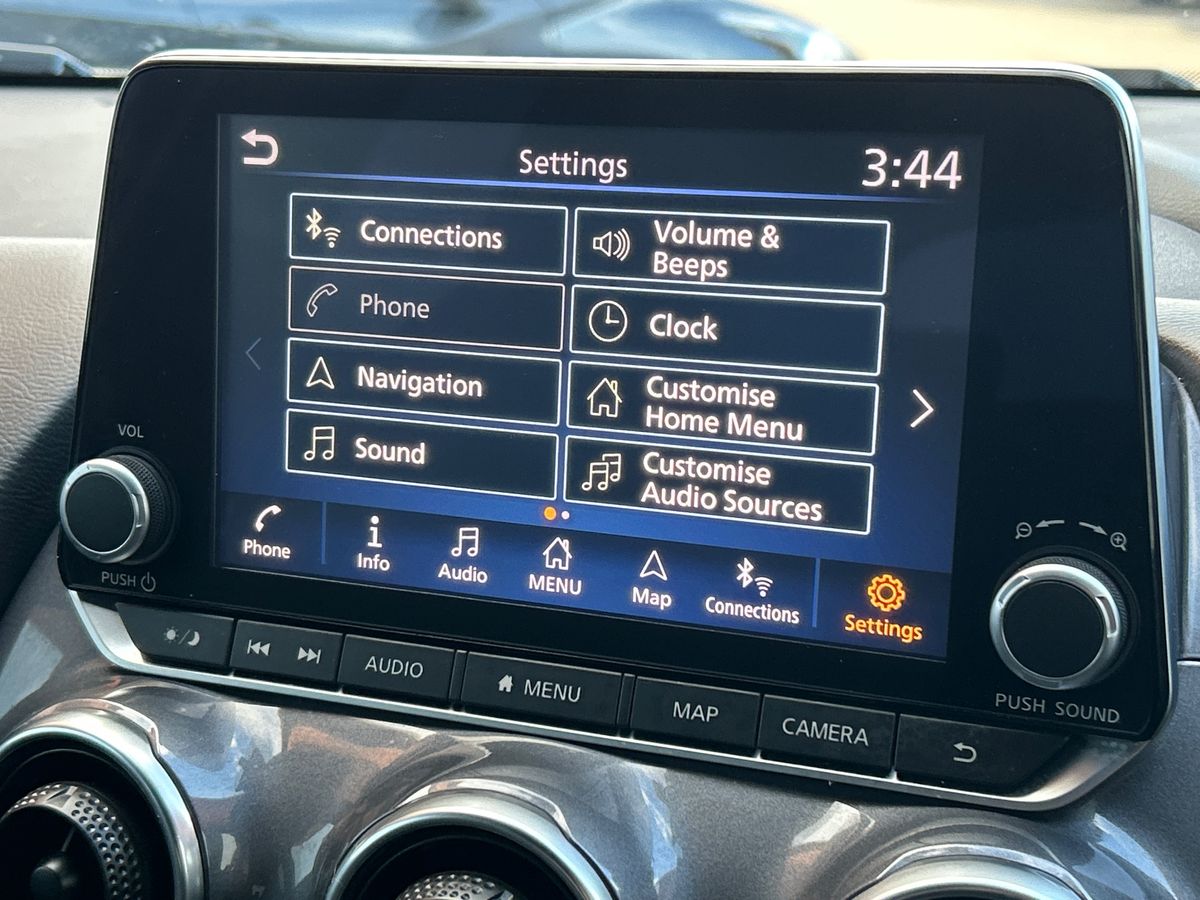 Settings
3:44
Connections
Volume &
Beeps
Phone
Clock
Navigation
Customise
Home Menu
Sound
Customise
Audio Sources
Phone
Info
Audio
MENU
Map
Connections
Settings
VOL
PUSH
AUDIO
MENU
MAP
CAMERA
PUSH SOUND